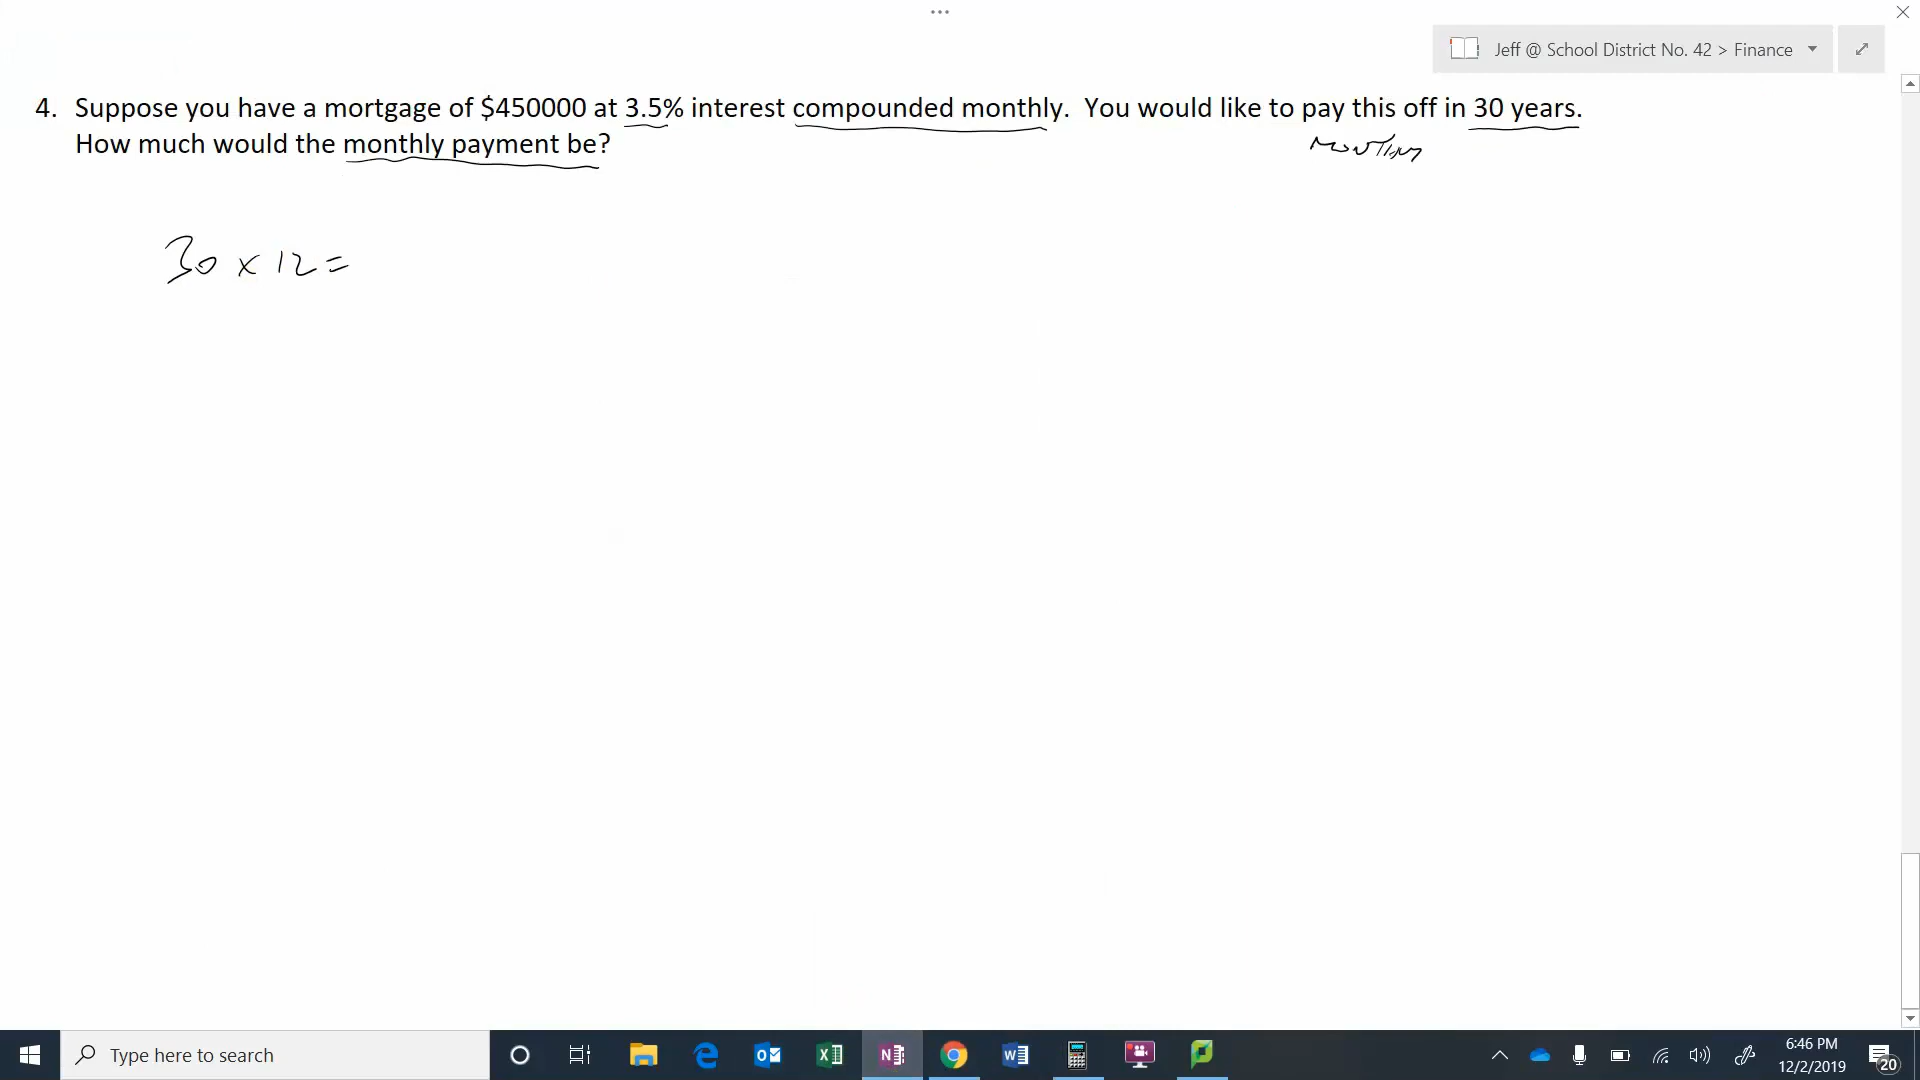 Jeff @ School District No. 42 > Finance
4. Suppose you have a mortgage of $450000 at 3.5% interest compounded monthly. You would like to pay this off in 30 years.
How much would the monthly payment be?
monthly
30 x 12 =
Type here to search
6:46 PM
12/2/2019
20